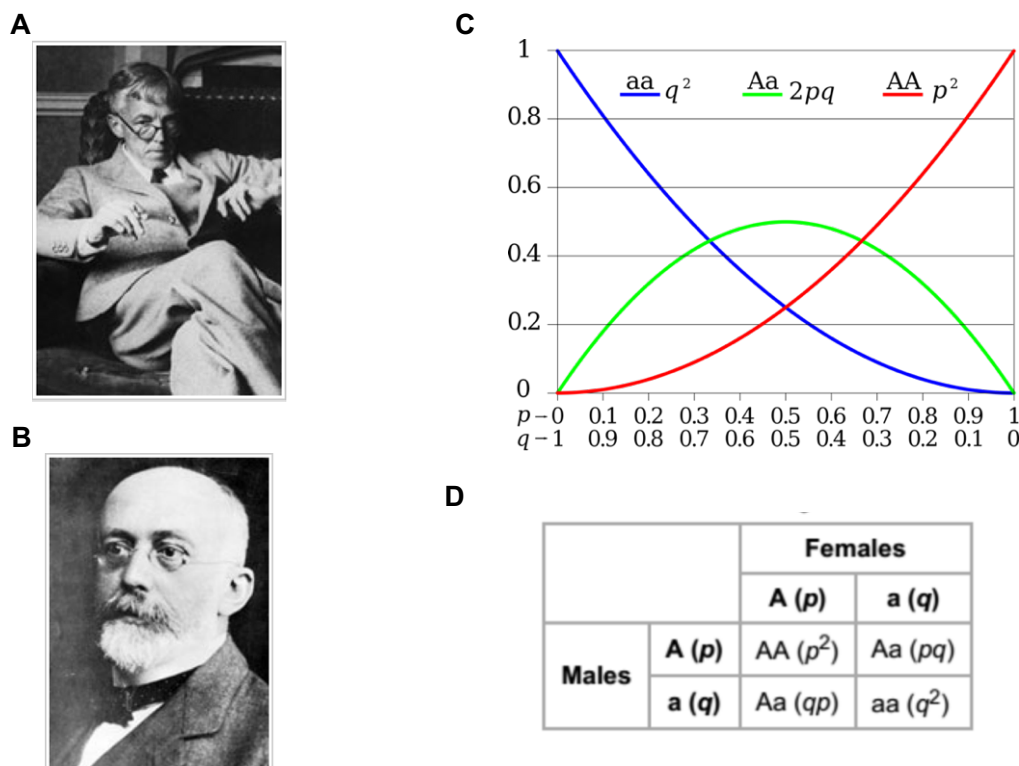 A
B
C
1
0.8
0.6
0.4
0.2
0
aa q² Aa 2pq AA p²
p→0 0.1 0.2 0.3 0.4 0.5 0.6 0.7 0.8 0.9 1
q→1 0.9 0.8 0.7 0.6 0.5 0.4 0.3 0.2 0.1 0
D
Females
A (p) a (q)
Males
A (p) AA (p²) Aa (pq)
a (q) Aa (qp) aa (q²)